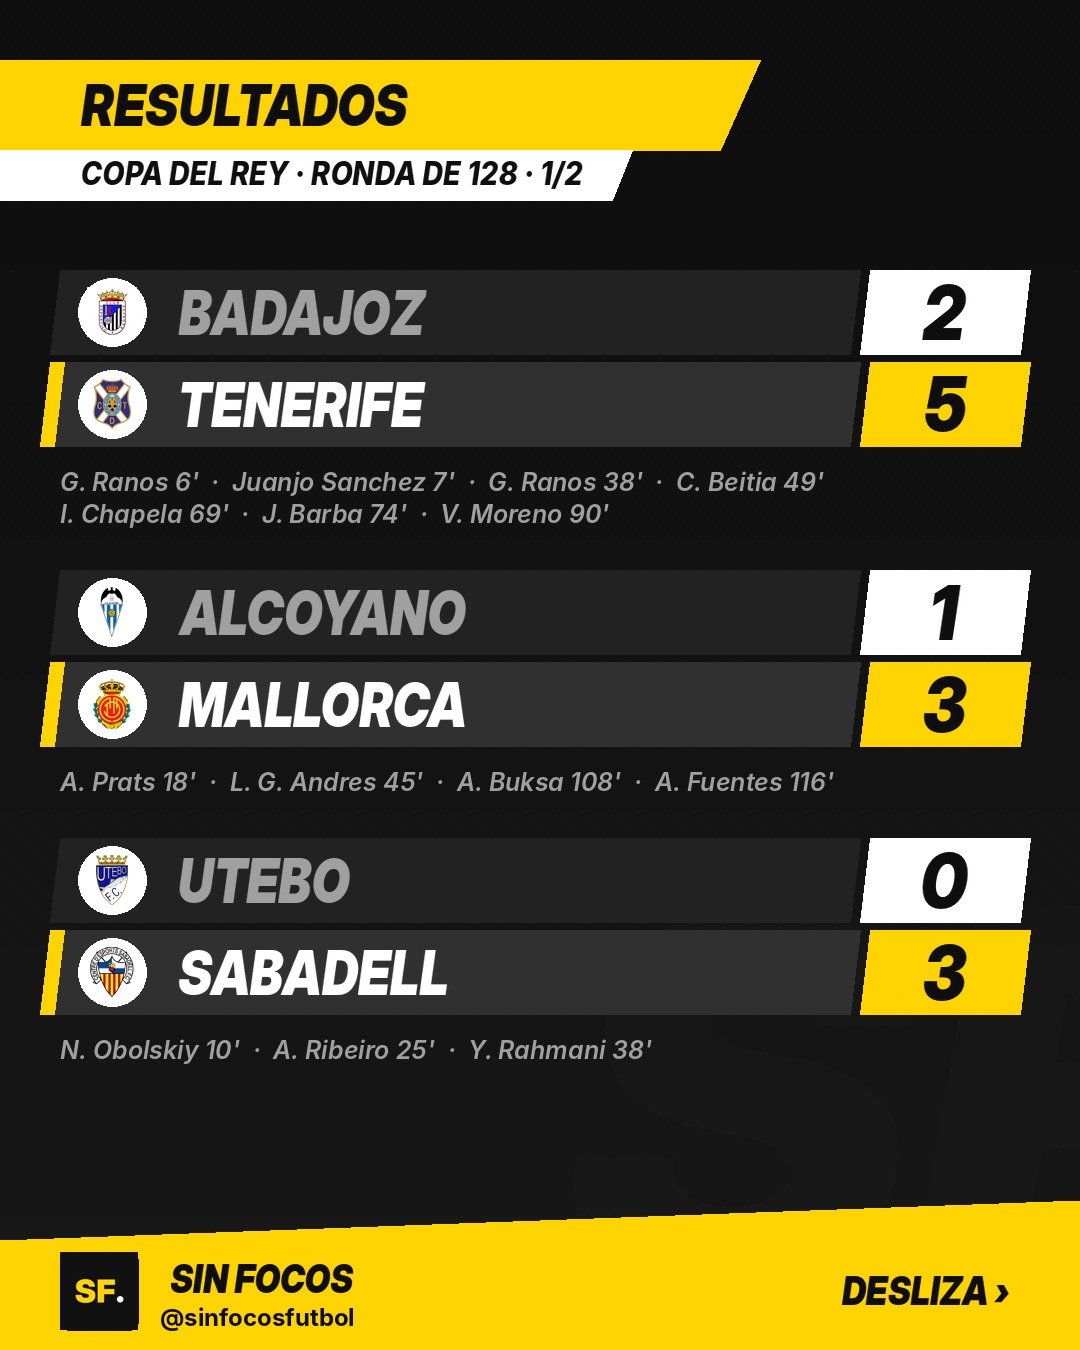 RESULTADOS
COPA DEL REY · RONDA DE 128 · 1/2
BADAJOZ 2
TENERIFE 5
G. Ranos 6' · Juanjo Sanchez 7' · G. Ranos 38' · C. Beitia 49'
I. Chapela 69' · J. Barba 74' · V. Moreno 90'
ALCOYANO 1
MALLORCA 3
A. Prats 18' · L. G. Andres 45' · A. Buksa 108' · A. Fuentes 116'
UTEBO
F.C.
UTEBO 0
SABADELL 3
N. Obolskiy 10' · A. Ribeiro 25' · Y. Rahmani 38'
SF.
SIN FOCOS
@sinfocosfutbol
DESLIZA ›